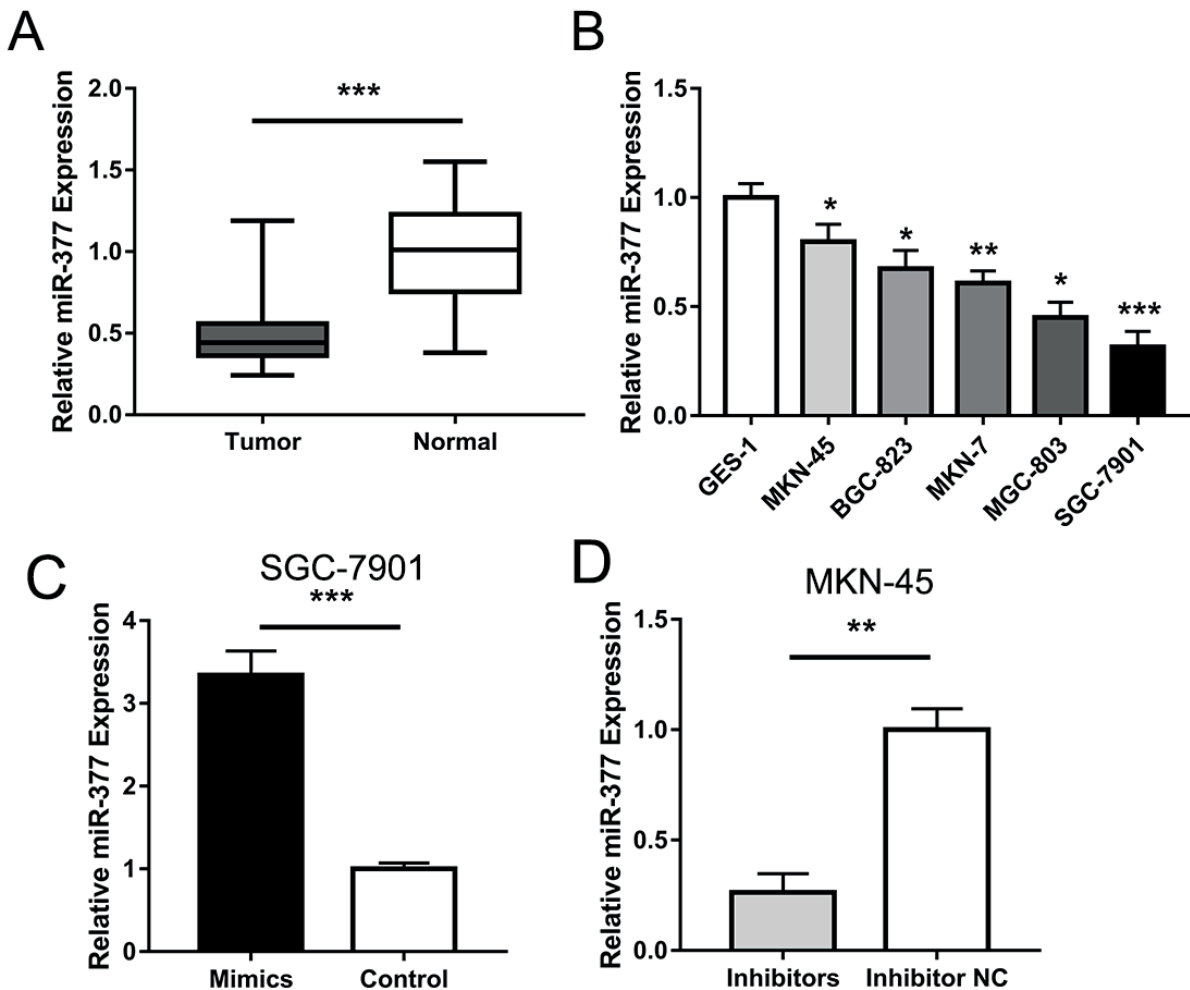 A
Relative miR-377 Expression
2.0
1.5
1.0
0.5
0.0
***
Tumor
Normal
B
Relative miR-377 Expression
1.5
1.0
0.5
0.0
*
*
**
*
***
GES-1
MKN-45
BGC-823
MKN-7
MGC-803
SGC-7901
C
SGC-7901
***
Relative miR-377 Expression
4
3
2
1
0
Mimics
Control
D
MKN-45
**
Relative miR-377 Expression
1.5
1.0
0.5
0.0
Inhibitors
Inhibitor NC